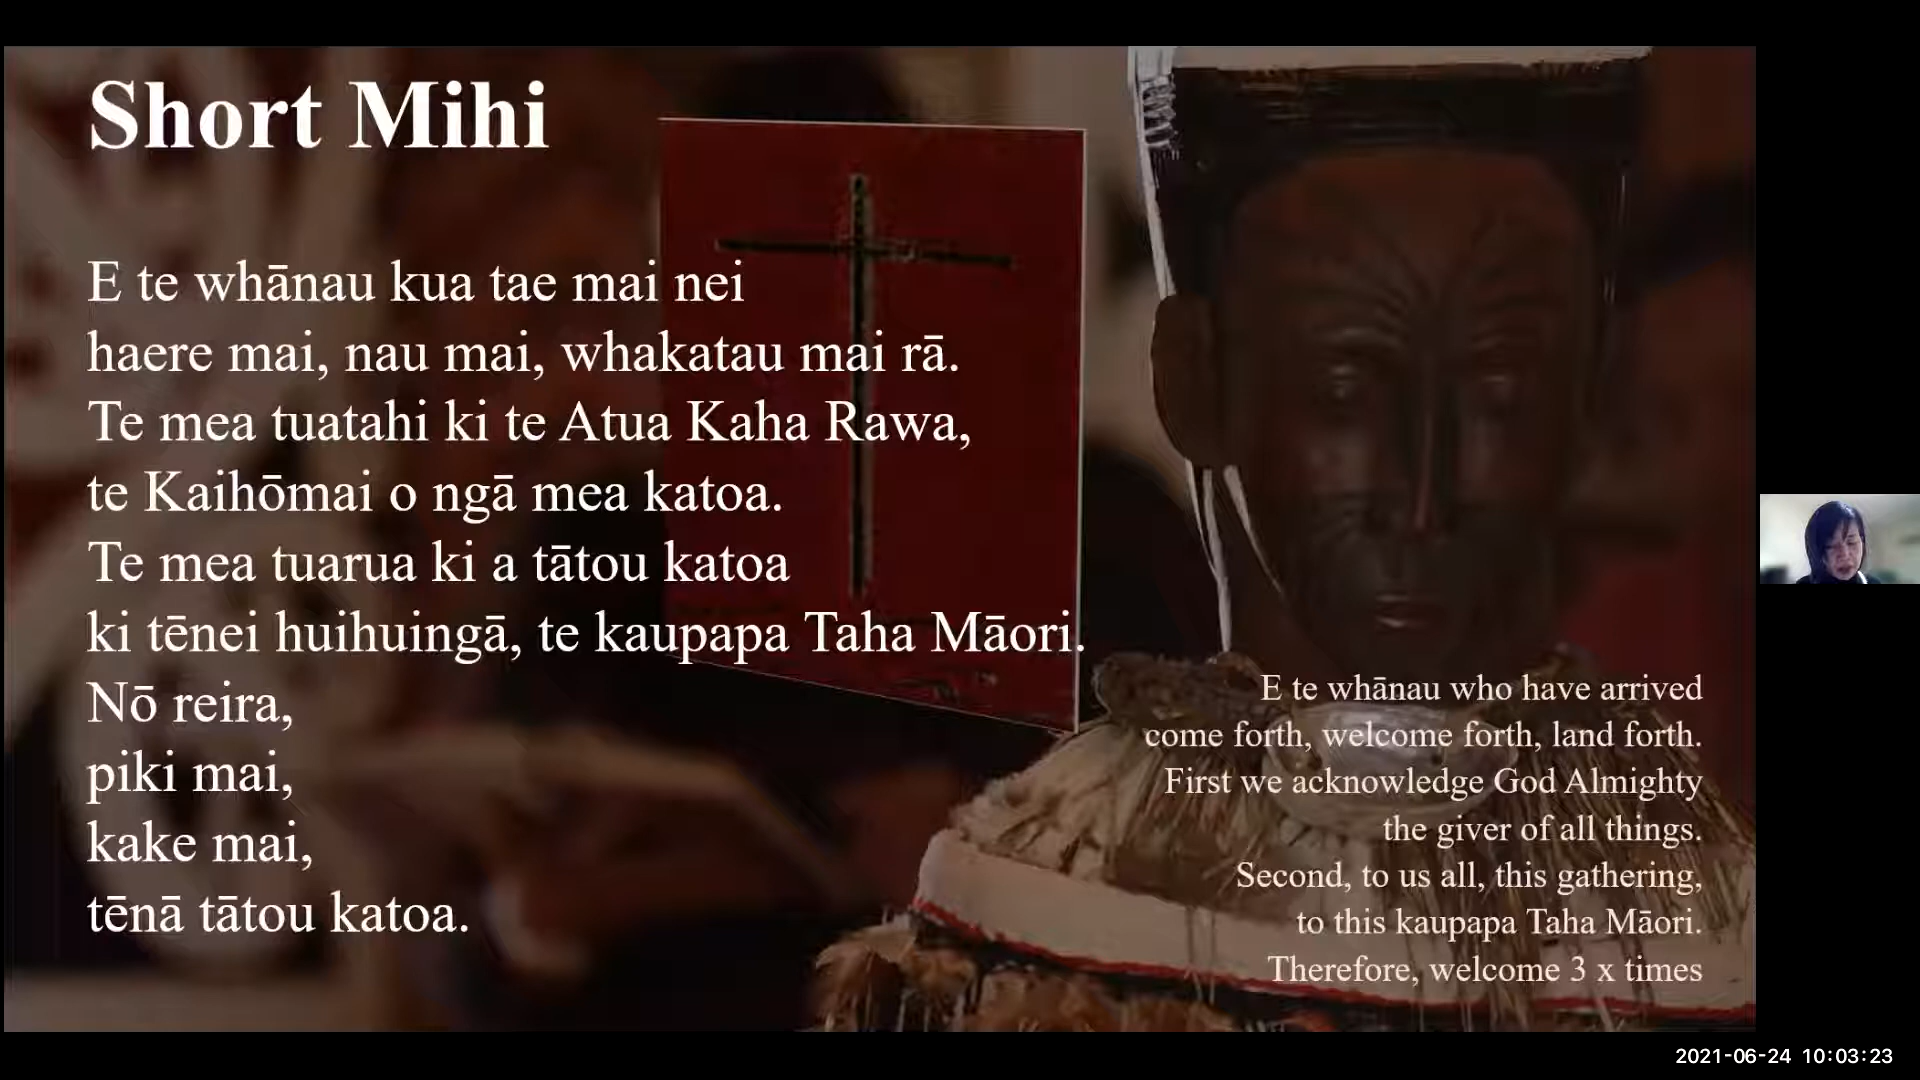 Short Mihi
E te whānau kua tae mai nei
haere mai, nau mai, whakatau mai rā.
Te mea tuatahi ki te Atua Kaha Rawa,
te Kaihōmai o ngā mea katoa.
Te mea tuarua ki a tātou katoa
ki tēnei huihuingā, te kaupapa Taha Māori.
Nō reira,
piki mai,
kake mai,
tēnā tātou katoa.
E te whānau who have arrived
come forth, welcome forth, land forth.
First we acknowledge God Almighty
the giver of all things.
Second, to us all, this gathering,
to this kaupapa Taha Māori.
Therefore, welcome 3 x times
2021-06-24 10:03:23